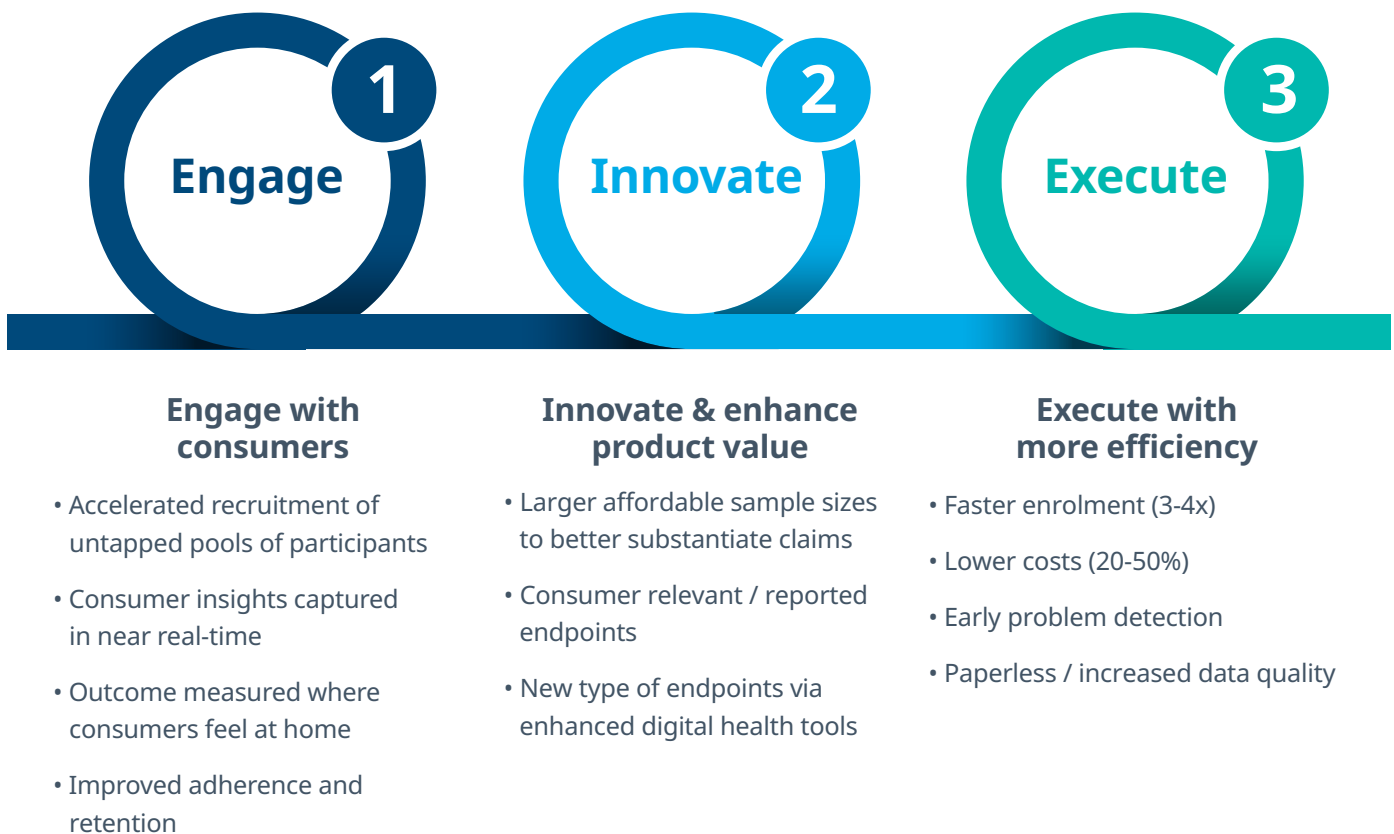 1
Engage
2
Innovate
3
Execute
Engage with
consumers
• Accelerated recruitment of
untapped pools of participants
• Consumer insights captured
in near real-time
• Outcome measured where
consumers feel at home
• Improved adherence and
retention
Innovate & enhance
product value
• Larger affordable sample sizes
to better substantiate claims
• Consumer relevant / reported
endpoints
• New type of endpoints via
enhanced digital health tools
Execute with
more efficiency
• Faster enrolment (3-4x)
• Lower costs (20-50%)
• Early problem detection
• Paperless / increased data quality